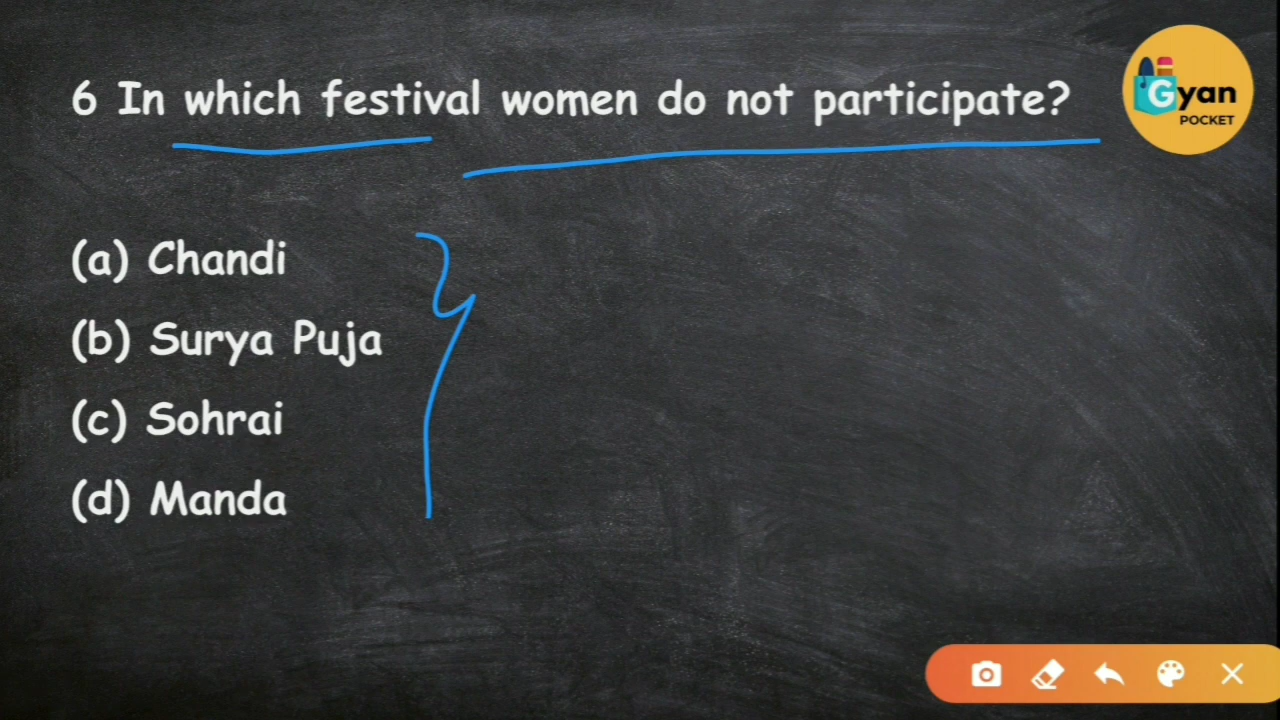 6 In which festival women do not participate?
Gyan
POCKET
(a) Chandi
(b) Surya Puja
(c) Sohrai
(d) Manda